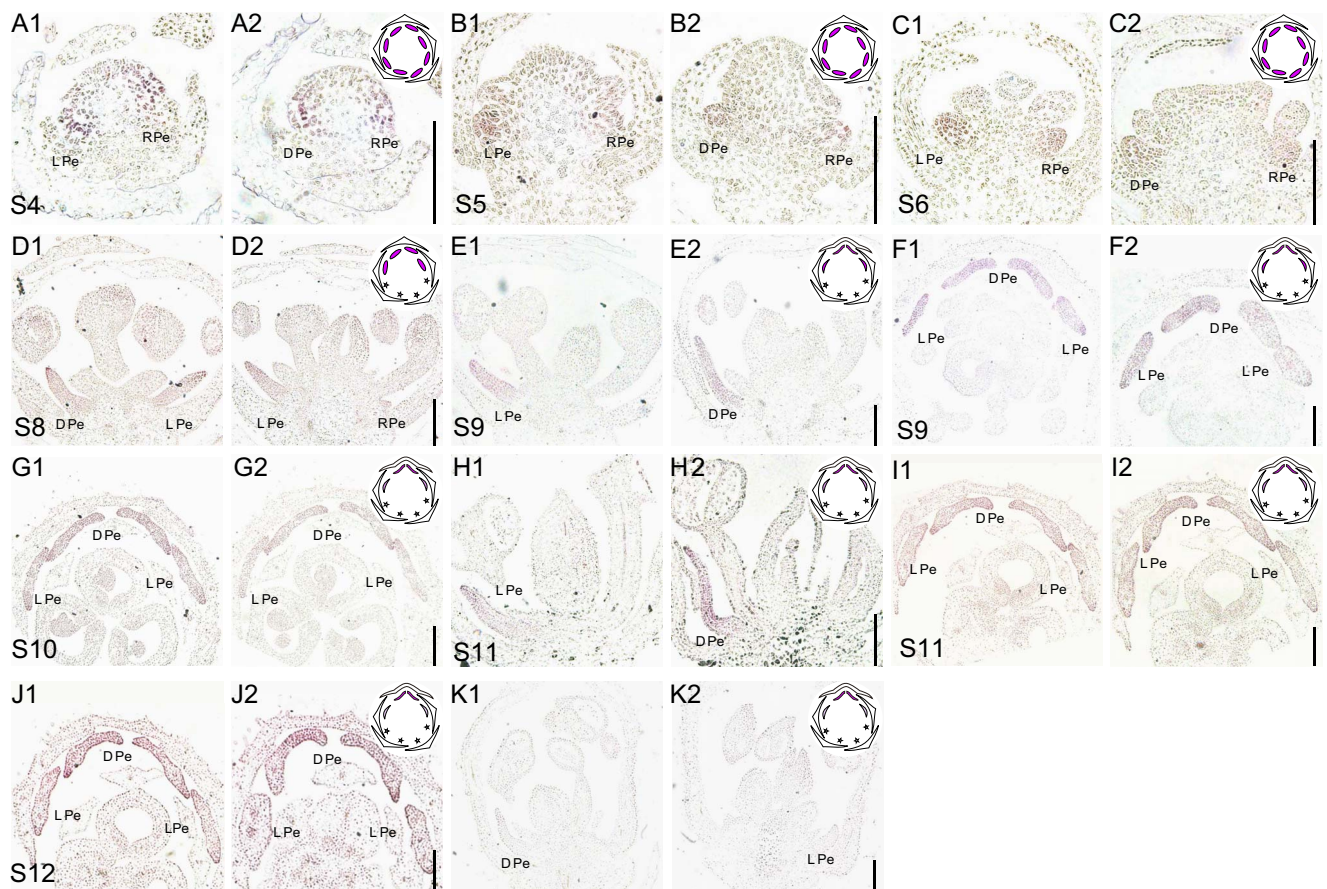 A1 A2 B1 B2 C1 C2
LPe RPe DPe RPe LPe RPe DPe RPe LPe RPe DPe RPe
S4 S5 S6
D1 D2 E1 E2 F1 F2
DPe LPe LPe RPe LPe DPe LPe DPe LPe LPe DPe LPe
S8 S9 S9
G1 G2 H1 H2 I1 I2
DPe LPe LPe DPe LPe LPe LPe DPe DPe LPe LPe DPe LPe LPe
S10 S11 S11
J1 J2 K1 K2
DPe LPe LPe DPe LPe LPe DPe LPe
S12